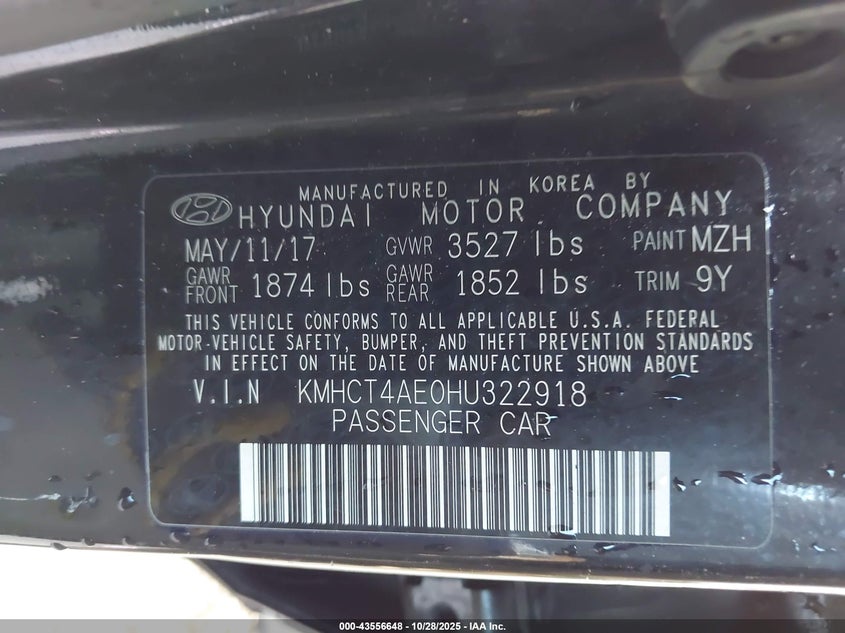 MANUFACTURED IN KOREA BY
HYUNDAI MOTOR COMPANY
MAY/11/17 GVWR 3527 lbs PAINT MZH
GAWR FRONT 1874 lbs GAWR REAR 1852 lbs TRIM 9Y
THIS VEHICLE CONFORMS TO ALL APPLICABLE U.S.A. FEDERAL
MOTOR-VEHICLE SAFETY, BUMPER, AND THEFT PREVENTION STANDARDS
IN EFFECT ON THE DATE OF MANUFACTURE SHOWN ABOVE
V.I.N KMHCT4AE0HU322918
PASSENGER CAR
000-43556648 - 10/28/2025 - IAA Inc.